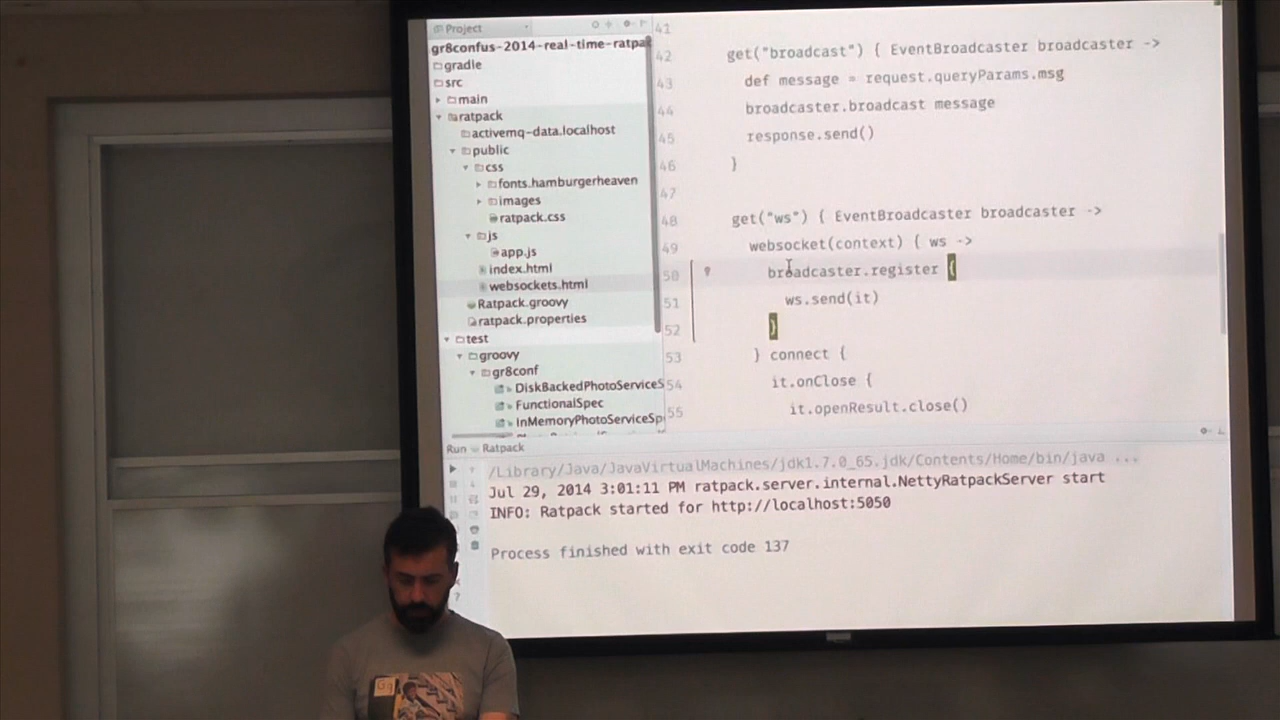 Project
gr8confus-2014-real-time-ratpac
gradle
src
main
ratpack
activemq-data.localhost
public
css
fonts.hamburgerheaven
images
ratpack.css
js
app.js
index.html
websockets.html
Ratpack.groovy
ratpack.properties
test
groovy
gr8conf
DiskBackedPhotoServiceS
FunctionalSpec
InMemoryPhotoServiceSp
41
42 get("broadcast") { EventBroadcaster broadcaster ->
43 def message = request.queryParams.msg
44 broadcaster.broadcast message
45 response.send()
46 }
47
48 get("ws") { EventBroadcaster broadcaster ->
49 websocket(context) { ws ->
50 broadcaster.register {
51 ws.send(it)
52 }
53 } connect {
54 it.onClose {
55 it.openResult.close()
Run Ratpack
/Library/Java/JavaVirtualMachines/jdk1.7.0_65.jdk/Contents/Home/bin/java ...
Jul 29, 2014 3:01:11 PM ratpack.server.internal.NettyRatpackServer start
INFO: Ratpack started for http://localhost:5050
Process finished with exit code 137